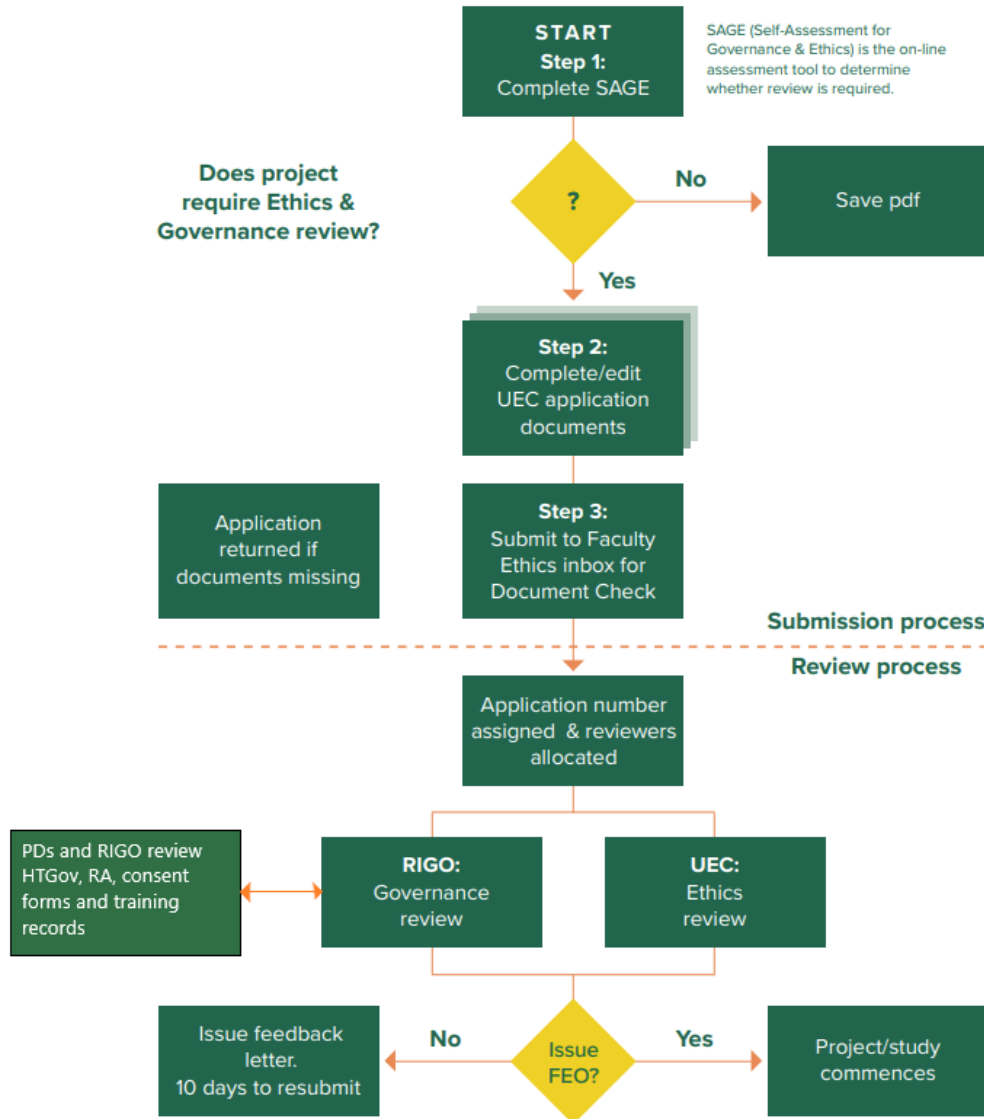 START
Step 1:
Complete SAGE
SAGE (Self-Assessment for
Governance & Ethics) is the on-line
assessment tool to determine
whether review is required.
Does project
require Ethics &
Governance review?
?
No
Save pdf
Yes
Step 2:
Complete/edit
UEC application
documents
Application
returned if
documents missing
Step 3:
Submit to Faculty
Ethics inbox for
Document Check
Submission process
Review process
Application number
assigned & reviewers
allocated
PDs and RIGO review
HTGov, RA, consent
forms and training
records
RIGO:
Governance
review
UEC:
Ethics
review
Issue feedback
letter.
10 days to resubmit
No
Issue
FEO?
Yes
Project/study
commences